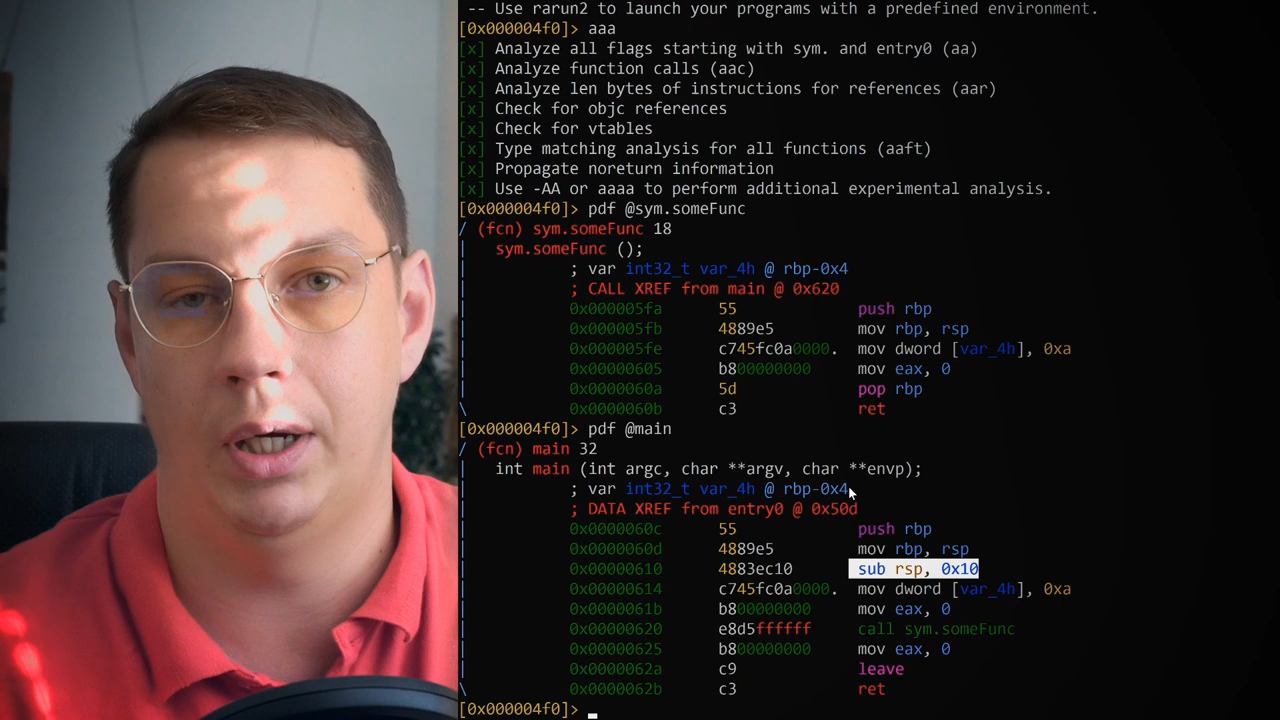 -- Use rarun2 to launch your programs with a predefined environment.
[0x000004f0]> aaa
[x] Analyze all flags starting with sym. and entry0 (aa)
[x] Analyze function calls (aac)
[x] Analyze len bytes of instructions for references (aar)
[x] Check for objc references
[x] Check for vtables
[x] Type matching analysis for all functions (aaft)
[x] Propagate noreturn information
[x] Use -AA or aaaa to perform additional experimental analysis.
[0x000004f0]> pdf @sym.someFunc
/ (fcn) sym.someFunc 18
|   sym.someFunc ();
|           ; var int32_t var_4h @ rbp-0x4
|           ; CALL XREF from main @ 0x620
|           0x000005fa      55             push rbp
|           0x000005fb      4889e5         mov rbp, rsp
|           0x000005fe      c745fc0a0000.  mov dword [var_4h], 0xa
|           0x00000605      b800000000     mov eax, 0
|           0x0000060a      5d             pop rbp
\           0x0000060b      c3             ret
[0x000004f0]> pdf @main
/ (fcn) main 32
|   int main (int argc, char **argv, char **envp);
|           ; var int32_t var_4h @ rbp-0x4
|           ; DATA XREF from entry0 @ 0x50d
|           0x0000060c      55             push rbp
|           0x0000060d      4889e5         mov rbp, rsp
|           0x00000610      4883ec10       sub rsp, 0x10
|           0x00000614      c745fc0a0000.  mov dword [var_4h], 0xa
|           0x0000061b      b800000000     mov eax, 0
|           0x00000620      e8d5ffffff     call sym.someFunc
|           0x00000625      b800000000     mov eax, 0
|           0x0000062a      c9             leave
\           0x0000062b      c3             ret
[0x000004f0]>